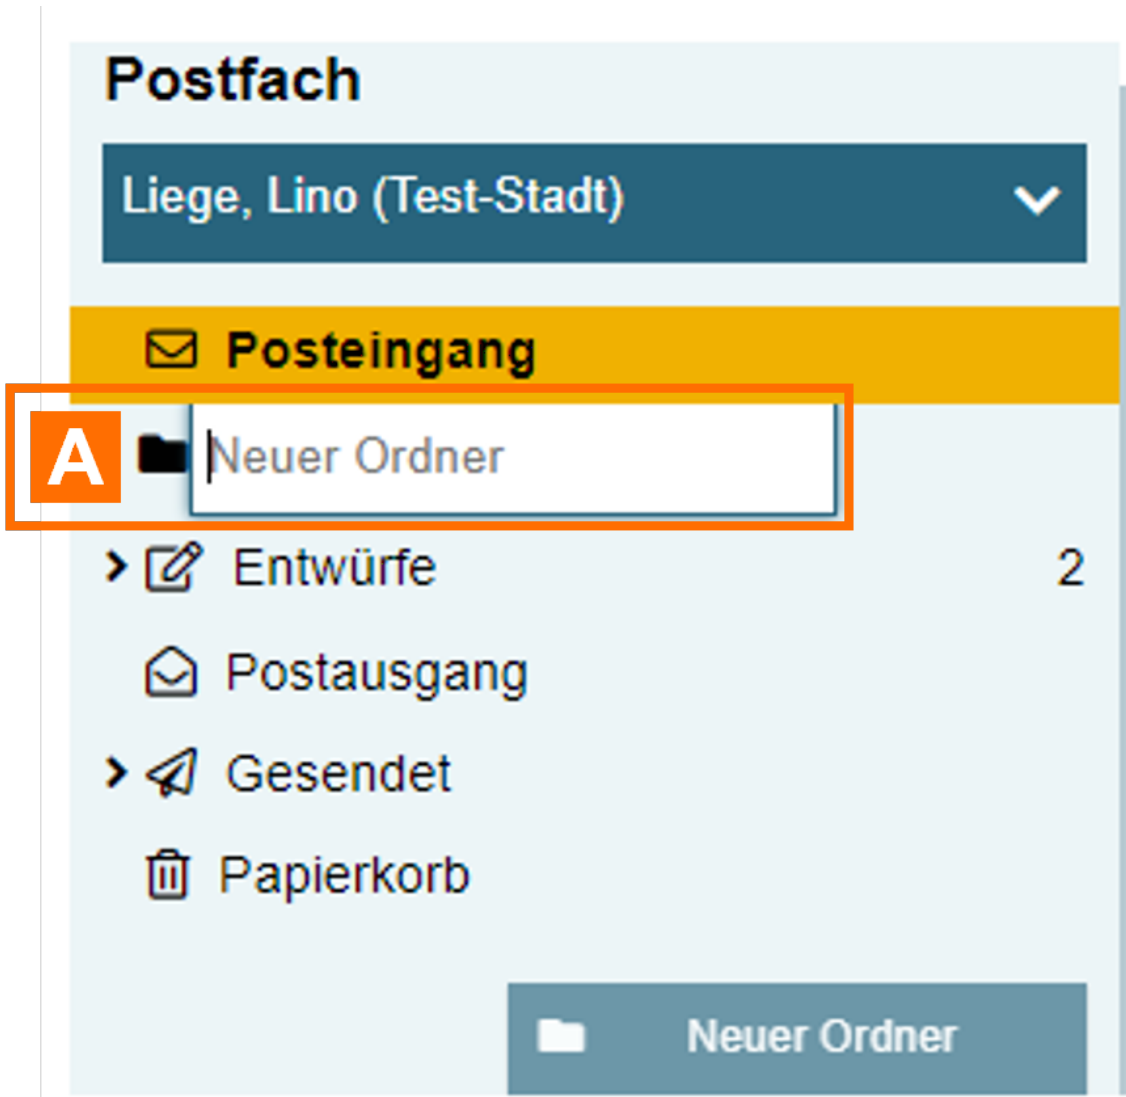 Postfach
Liege, Lino (Test-Stadt)
Posteingang
A Neuer Ordner
Entwürfe 2
Postausgang
Gesendet
Papierkorb
Neuer Ordner